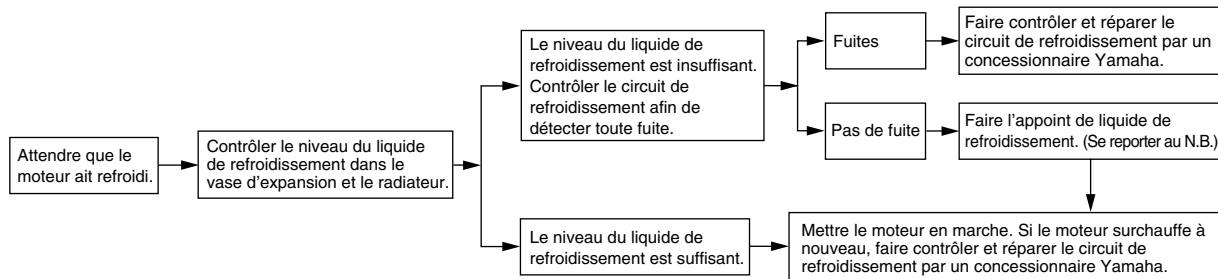 Attendre que le
moteur ait refroidi.
Contrôler le niveau du liquide
de refroidissement dans le
vase d'expansion et le radiateur.
Le niveau du liquide de
refroidissement est insuffisant.
Contrôler le circuit de
refroidissement afin de
détecter toute fuite.
Fuites
Faire contrôler et réparer le
circuit de refroidissement par un
concessionnaire Yamaha.
Pas de fuite
Faire l'appoint de liquide de
refroidissement. (Se reporter au N.B.)
Le niveau du liquide de
refroidissement est suffisant.
Mettre le moteur en marche. Si le moteur surchauffe à
nouveau, faire contrôler et réparer le circuit de
refroidissement par un concessionnaire Yamaha.